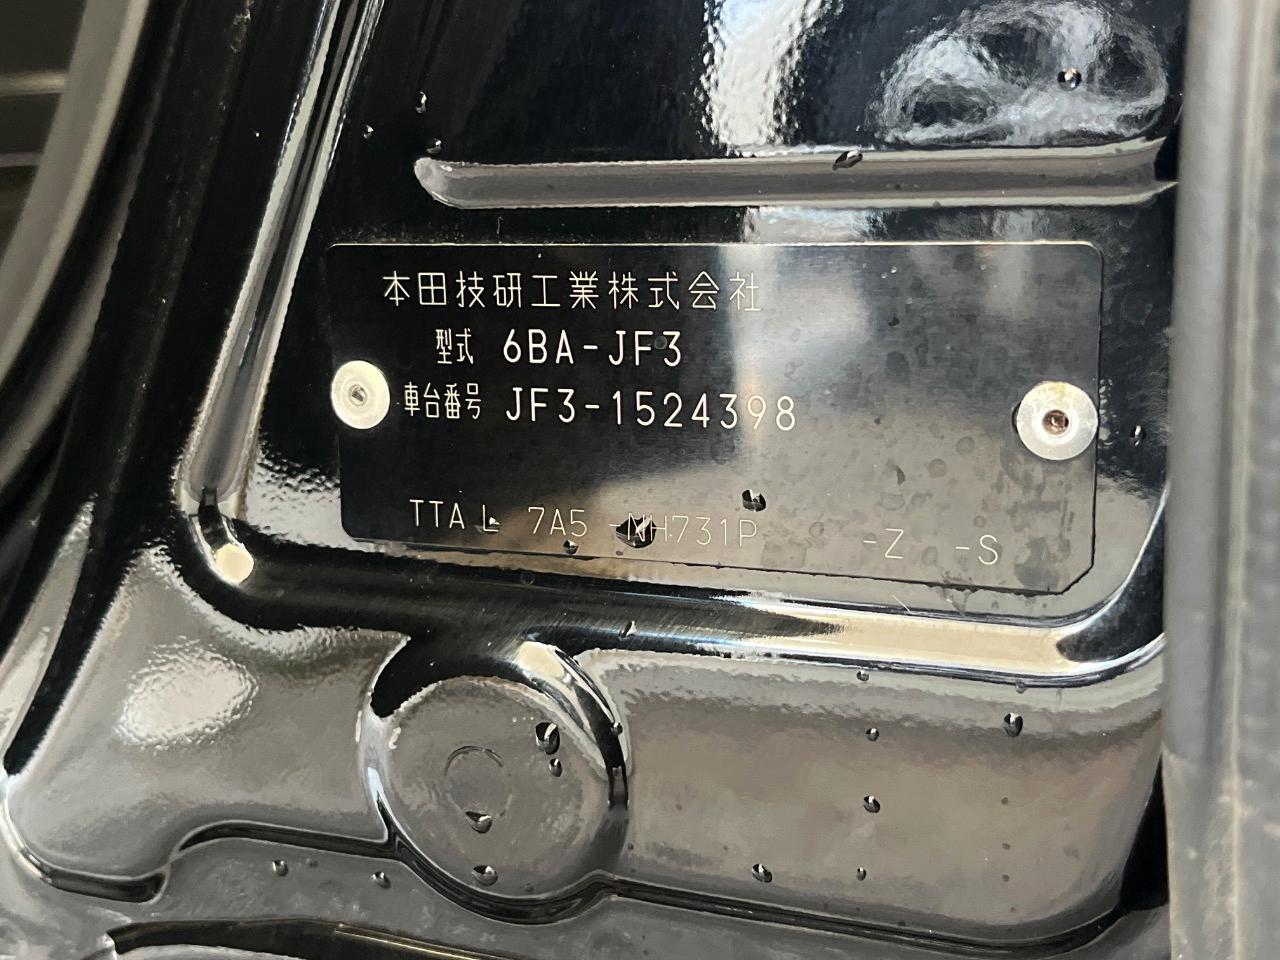 本田技研工業株式会社
型式 6BA-JF3
車台番号 JF3-1524398
TTA L 7A5 -NH731P -Z -S